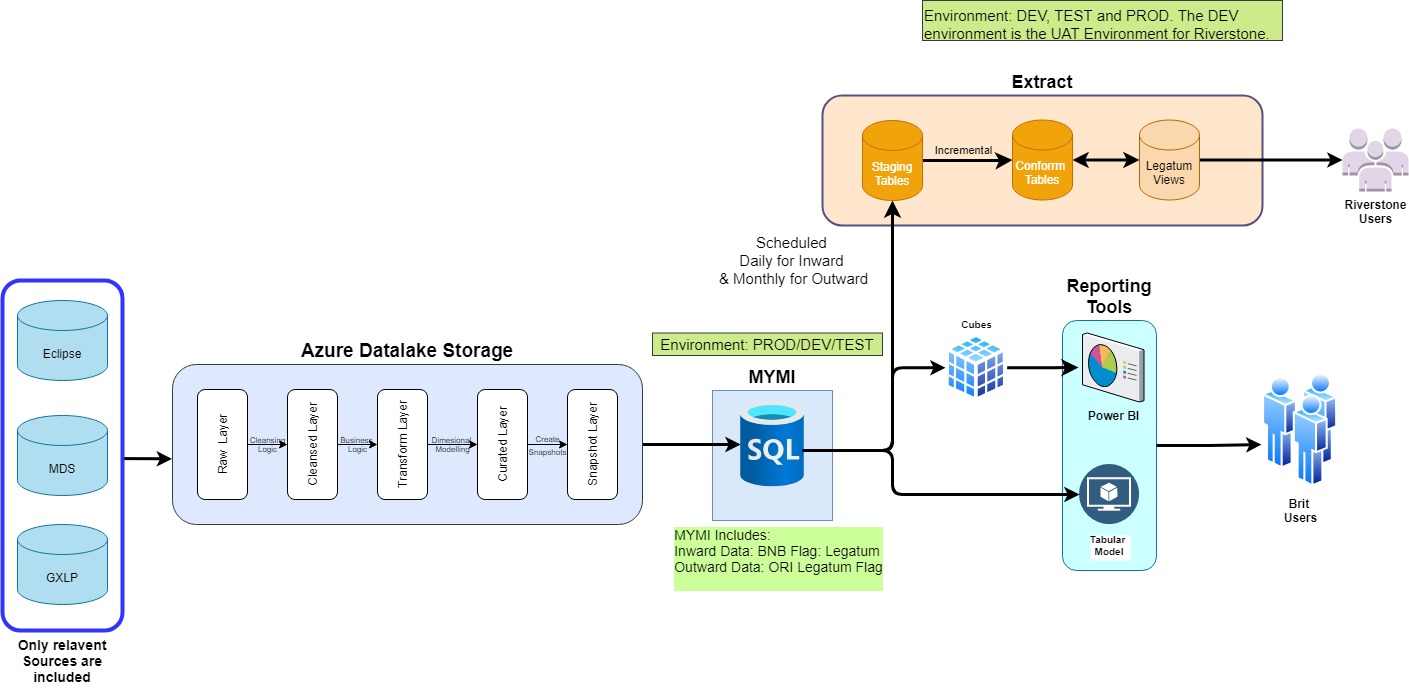 Environment: DEV, TEST and PROD. The DEV
environment is the UAT Environment for Riverstone.
Extract
Staging
Tables
Incremental
Conforrm
Tables
Legatum
Views
Riverstone
Users
Scheduled
Daily for Inward
& Monthly for Outward
Eclipse
MDS
GXLP
Only relavent
Sources are
included
Azure Datalake Storage
Raw Layer
Cleansing
Logic
Cleansed Layer
Business
Logic
Transform Layer
Dimesional
Modelling
Curated Layer
Create
Snapshots
Snapshot Layer
Environment: PROD/DEV/TEST
MYMI
SQL
MYMI Includes:
Inward Data: BNB Flag: Legatum
Outward Data: ORI Legatum Flag
Cubes
Reporting
Tools
Power BI
Tabular
Model
Brit
Users